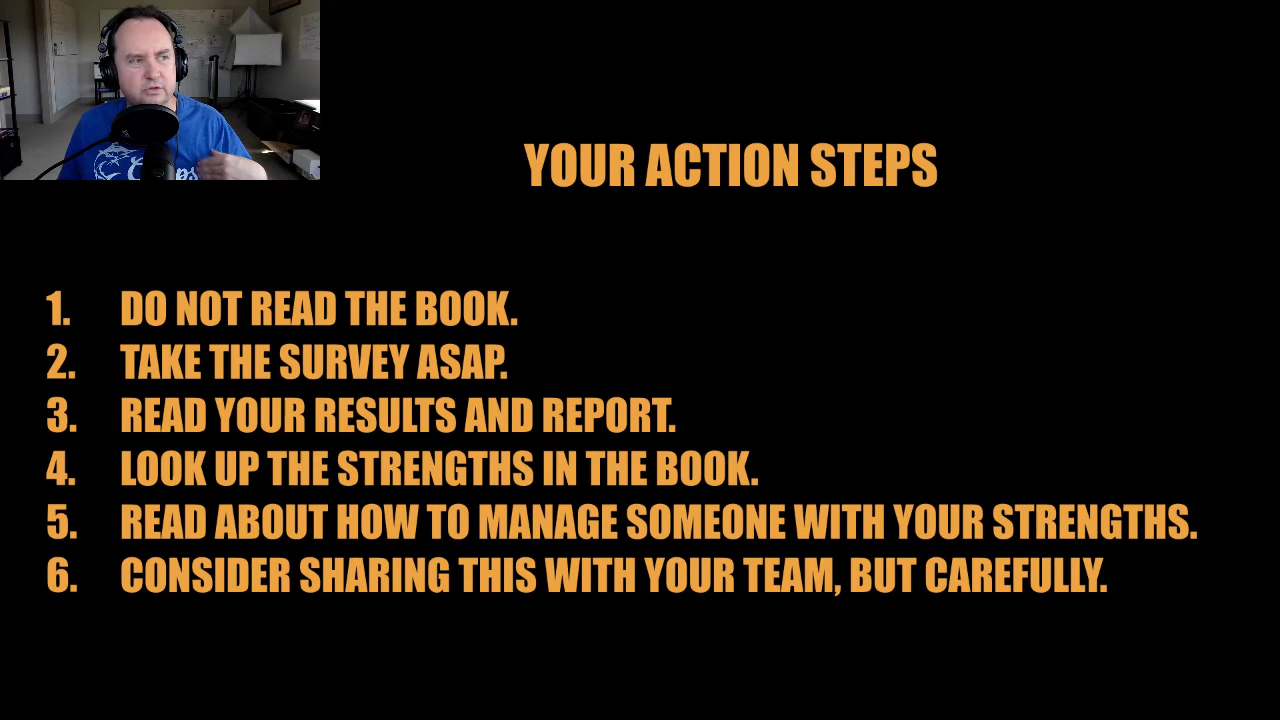 YOUR ACTION STEPS
1. DO NOT READ THE BOOK.
2. TAKE THE SURVEY ASAP.
3. READ YOUR RESULTS AND REPORT.
4. LOOK UP THE STRENGTHS IN THE BOOK.
5. READ ABOUT HOW TO MANAGE SOMEONE WITH YOUR STRENGTHS.
6. CONSIDER SHARING THIS WITH YOUR TEAM, BUT CAREFULLY.